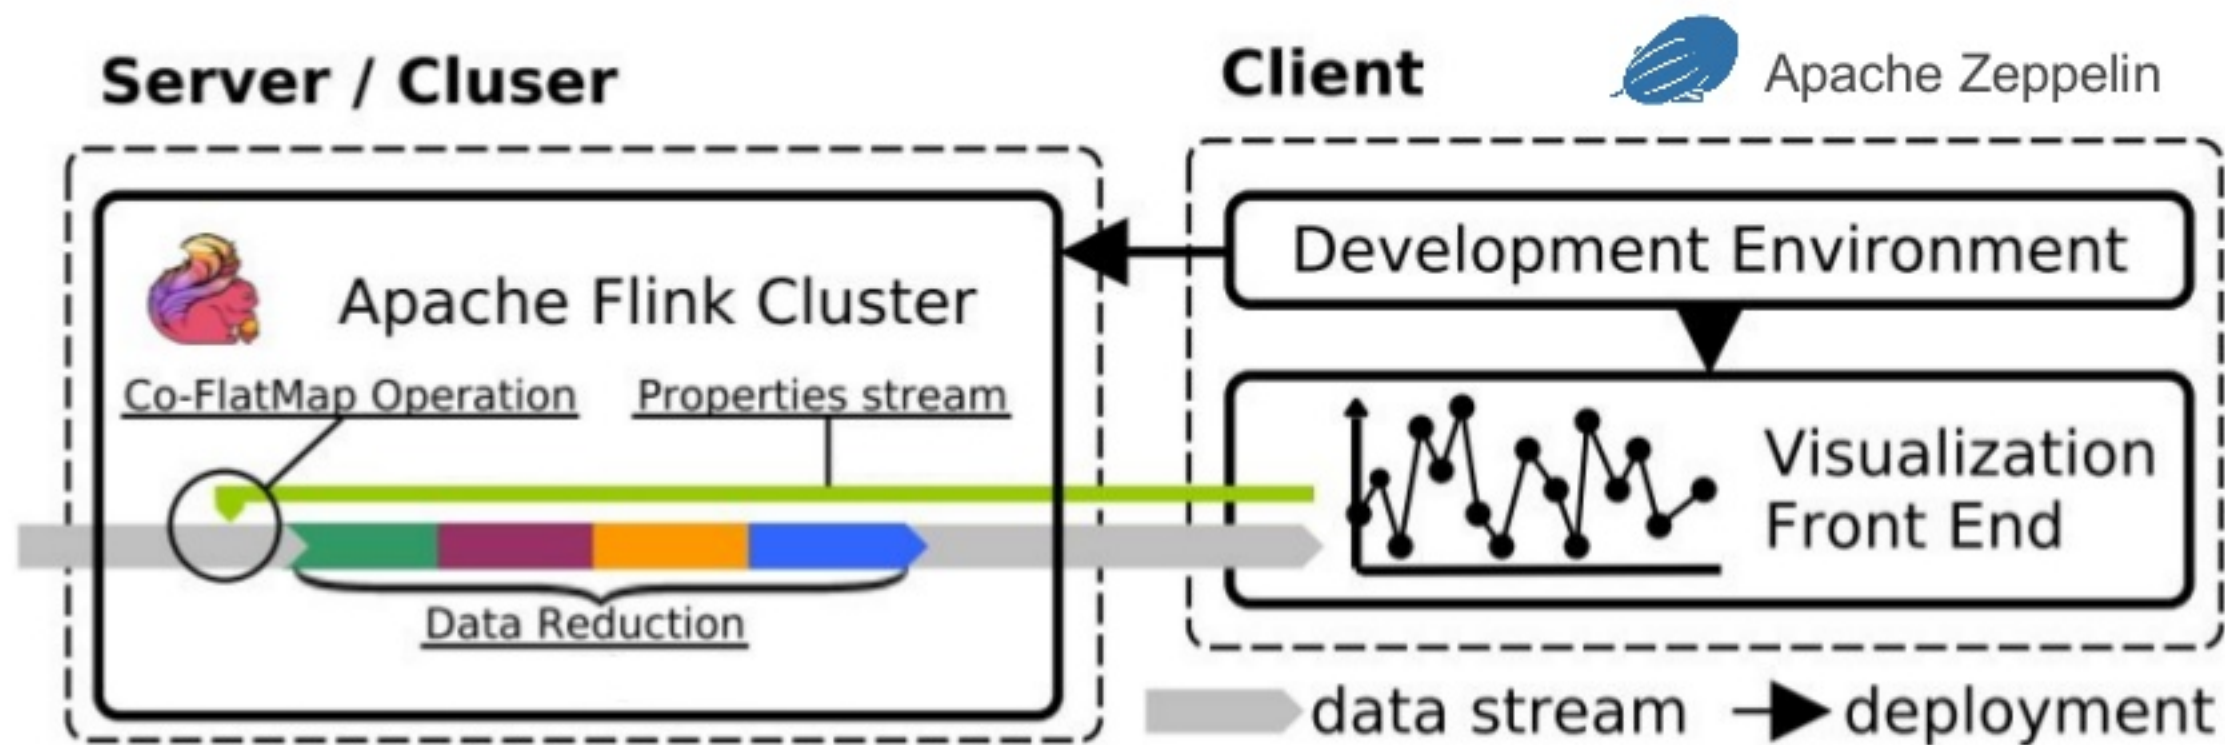 Server / Cluser
Client
Apache Zeppelin
Apache Flink Cluster
Co-FlatMap Operation
Properties stream
Data Reduction
Development Environment
Visualization
Front End
data stream
deployment